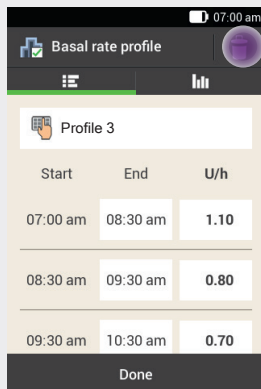 07:00 am
Basal rate profile
Profile 3
Start End U/h
07:00 am 08:30 am 1.10
08:30 am 09:30 am 0.80
09:30 am 10:30 am 0.70
Done